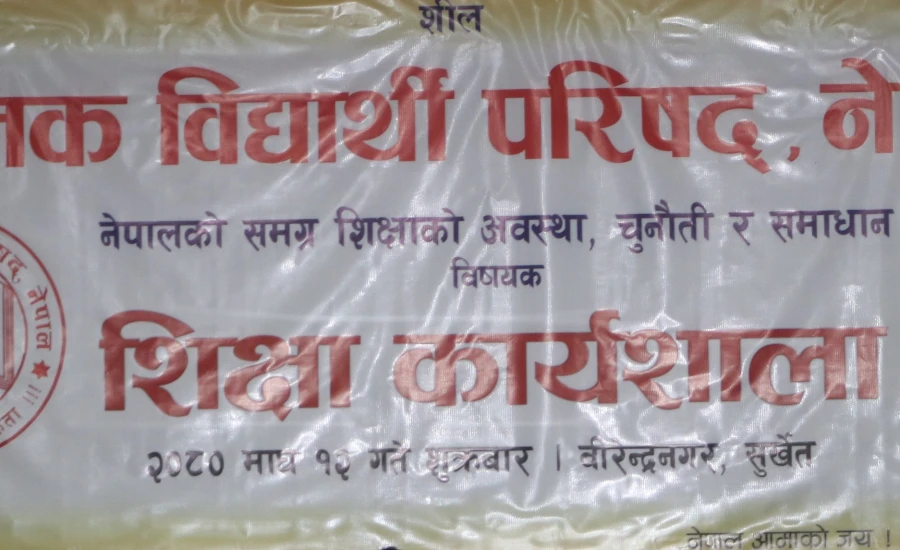 शील
क विद्यार्थी परिषद्, ने
नेपालको समग्र शिक्षाको अवस्था, चुनौती र समाधान
विषयक
शिक्षा कार्यशाला
२०८० माघ १२ गते शुक्रबार । वीरेन्द्रनगर, सुर्खेत
नेपाल आमाको जय !
नेपाल